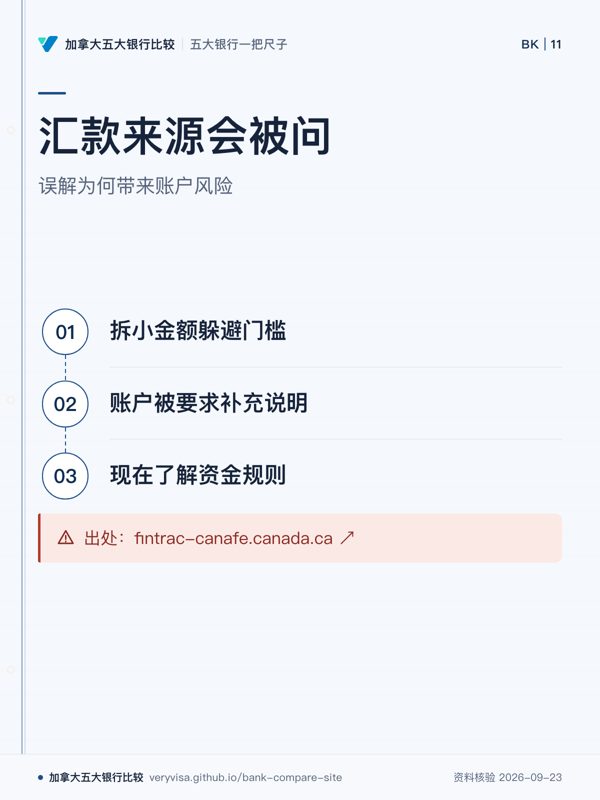 加拿大五大银行比较 | 五大银行一把尺子
BK | 11
汇款来源会被问
误解为何带来账户风险
01 拆小金额躲避门槛
02 账户被要求补充说明
03 现在了解资金规则
出处：fintrac-canafe.canada.ca ↗
加拿大五大银行比较 veryvisa.github.io/bank-compare-site
资料核验 2026-09-23